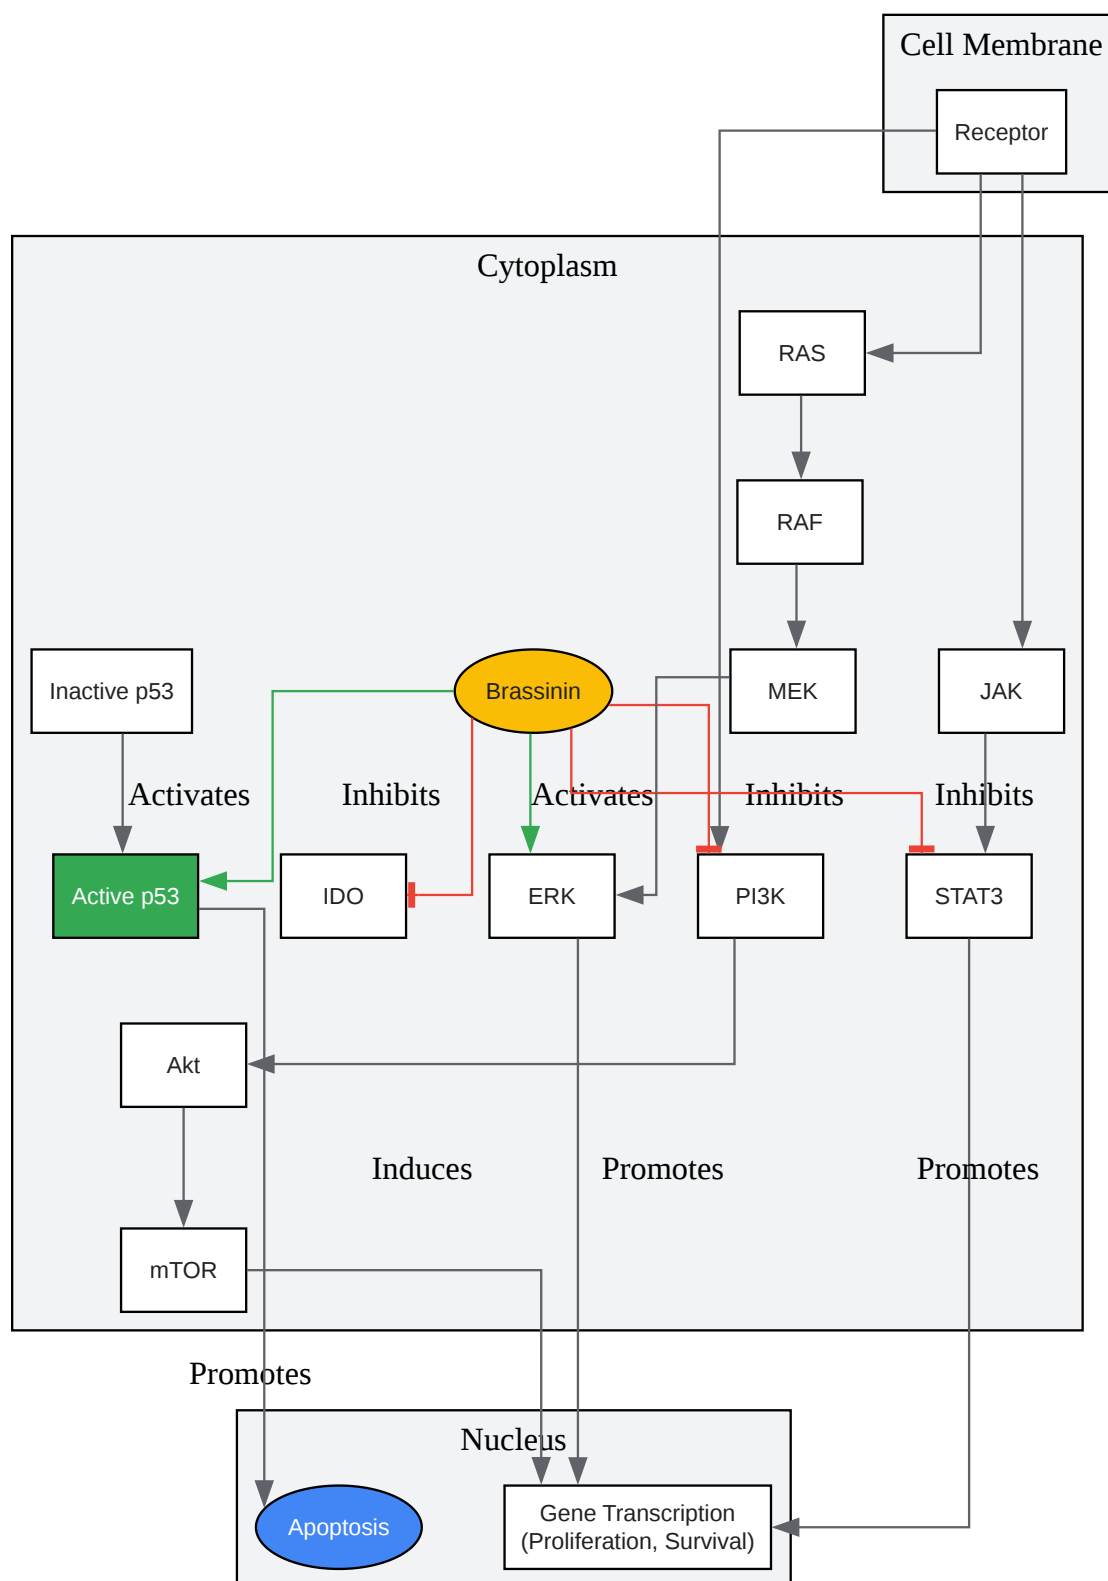 Cell Membrane
Receptor
Cytoplasm
RAS
RAF
Inactive p53
Brassinin
MEK
JAK
Activates
Inhibits
Activates
Inhibits
Inhibits
Active p53
IDO
ERK
PI3K
STAT3
Akt
Induces
Promotes
Promotes
mTOR
Promotes
Nucleus
Apoptosis
Gene Transcription
(Proliferation, Survival)